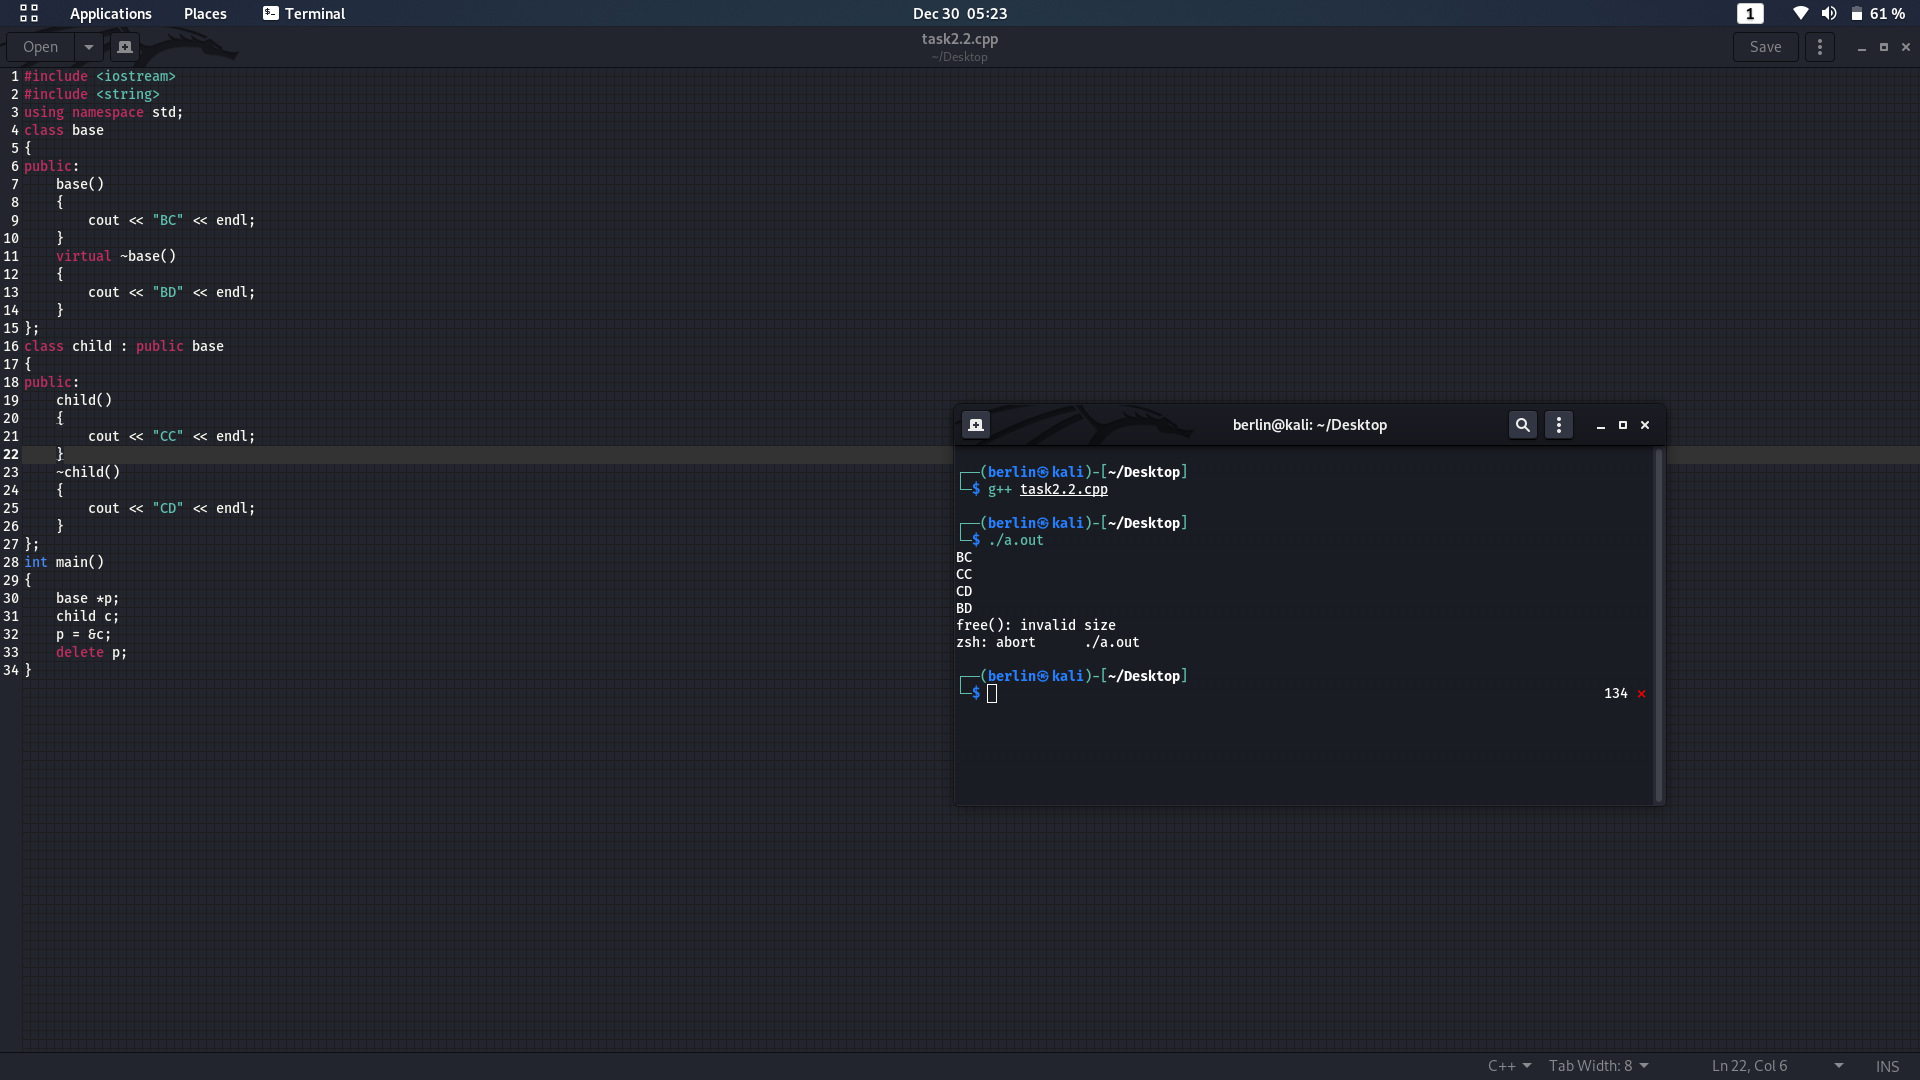 Applications Places Terminal Dec 30 05:23 1 61 %
Open task2.2.cpp Save
~/Desktop
1 #include <iostream>
2 #include <string>
3 using namespace std;
4 class base
5 {
6 public:
7 base()
8 {
9 cout << "BC" << endl;
10 }
11 virtual ~base()
12 {
13 cout << "BD" << endl;
14 }
15 };
16 class child : public base
17 {
18 public:
19 child()
20 {
21 cout << "CC" << endl;
22 }
23 ~child()
24 {
25 cout << "CD" << endl;
26 }
27 };
28 int main()
29 {
30 base *p;
31 child c;
32 p = &c;
33 delete p;
34 }
berlin@kali: ~/Desktop
┌──(berlin㉿kali)-[~/Desktop]
└─$ g++ task2.2.cpp
┌──(berlin㉿kali)-[~/Desktop]
└─$ ./a.out
BC
CC
CD
BD
free(): invalid size
zsh: abort ./a.out
┌──(berlin㉿kali)-[~/Desktop]
└─$ 134 ×
C++ Tab Width: 8 Ln 22, Col 6 INS